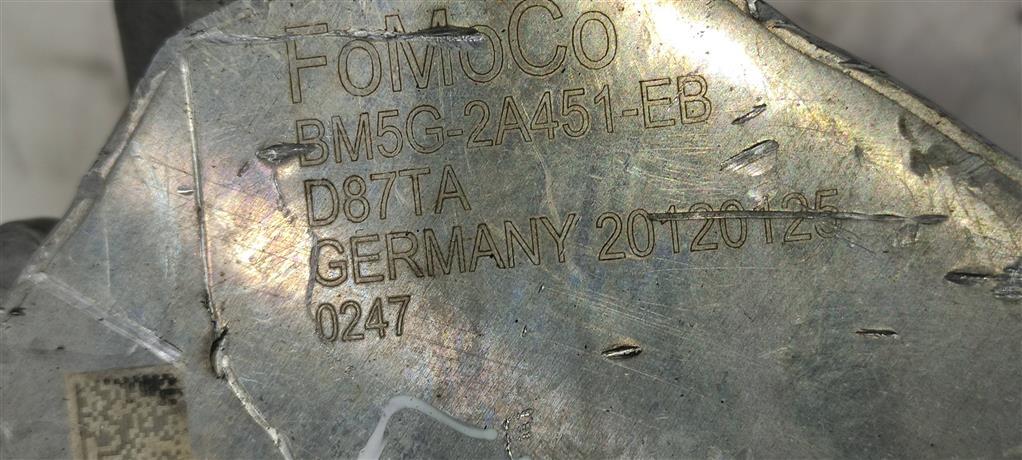 FoMoCo
BM5G-2A451-EB
D87TA
GERMANY 20120125
0247